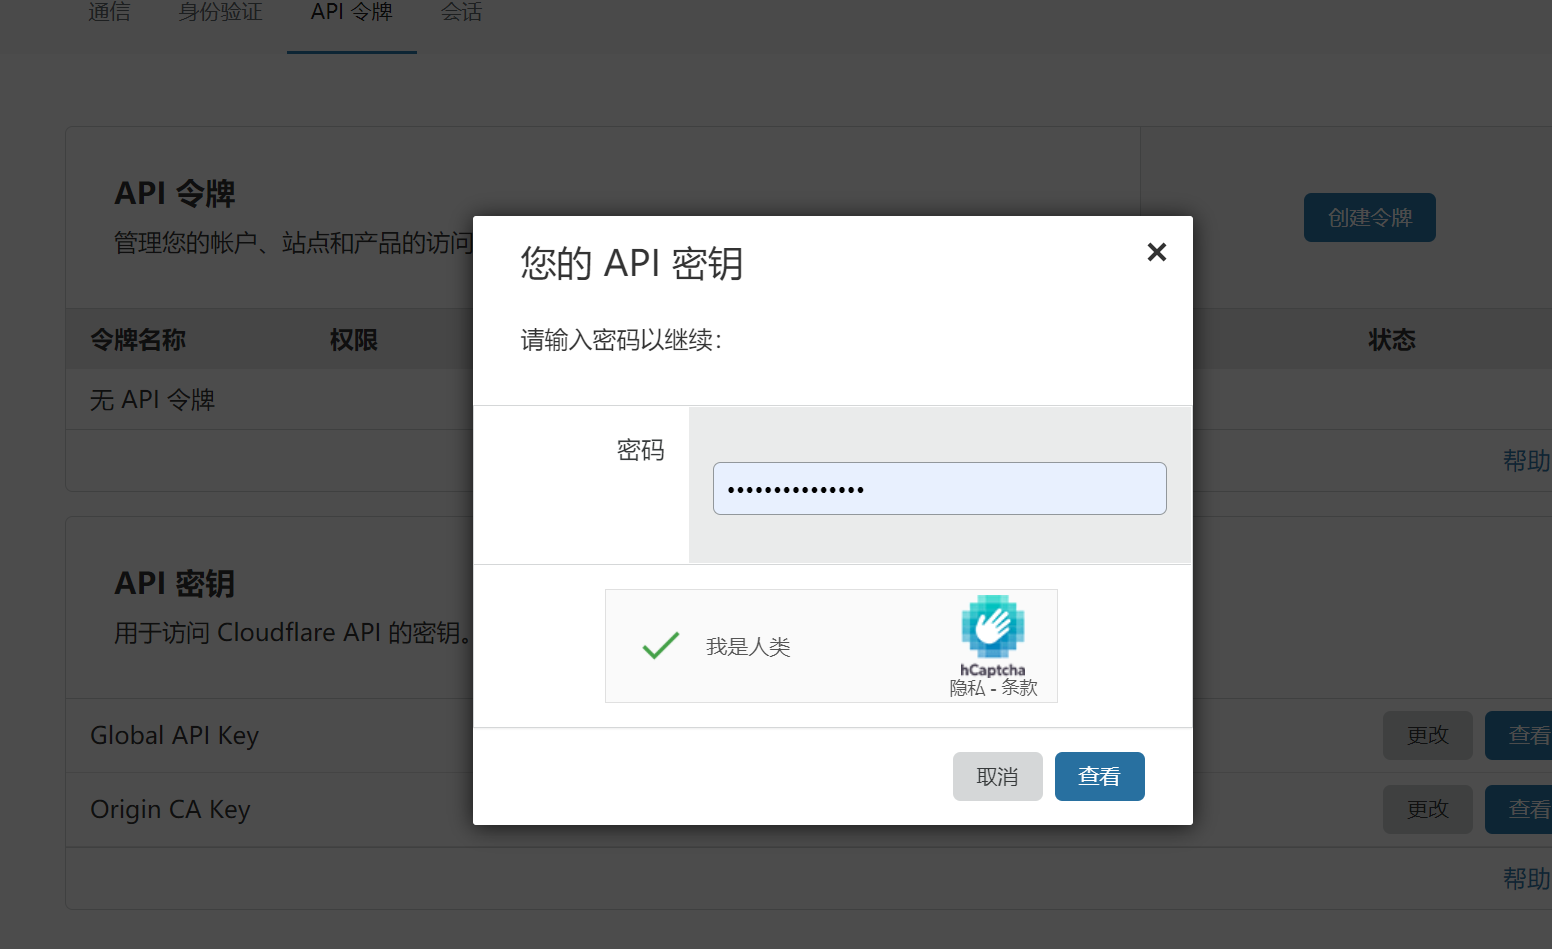 通信 身份验证 API 令牌 会话
API 令牌
管理您的帐户、站点和产品的访问
创建令牌
令牌名称 权限 状态
无 API 令牌
帮助
API 密钥
用于访问 Cloudflare API 的密钥。
Global API Key 更改 查看
Origin CA Key 更改 查看
帮助
您的 API 密钥
×
请输入密码以继续：
密码
•••••••••••••••
我是人类
hCaptcha
隐私 - 条款
取消 查看